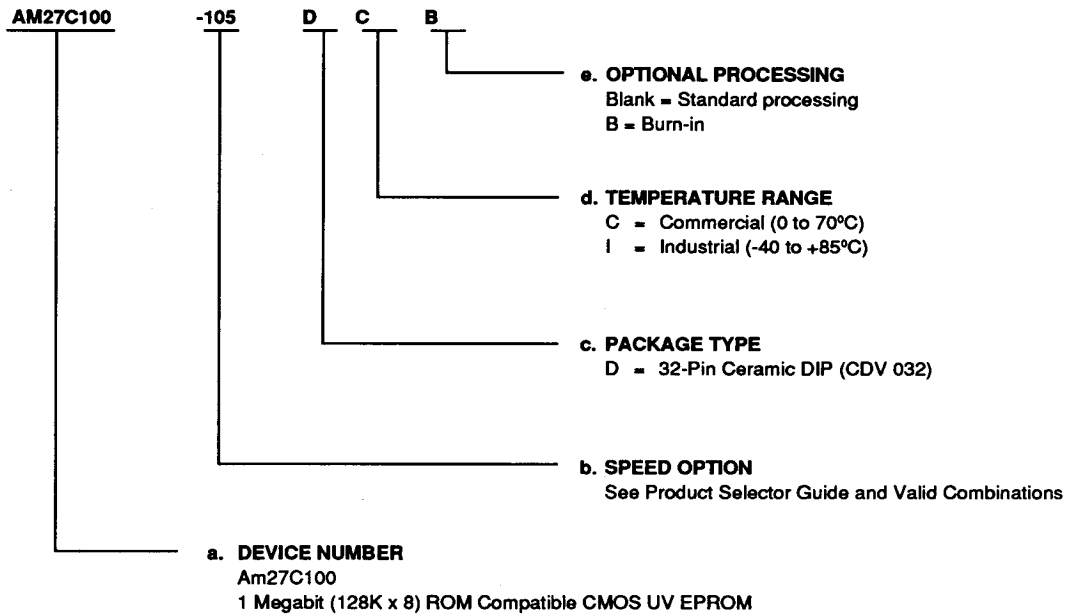 AM27C100 -105 D C B
e. OPTIONAL PROCESSING
Blank = Standard processing
B = Burn-in
d. TEMPERATURE RANGE
C = Commercial (0 to 70ºC)
I = Industrial (-40 to +85ºC)
c. PACKAGE TYPE
D = 32-Pin Ceramic DIP (CDV 032)
b. SPEED OPTION
See Product Selector Guide and Valid Combinations
a. DEVICE NUMBER
Am27C100
1 Megabit (128K x 8) ROM Compatible CMOS UV EPROM